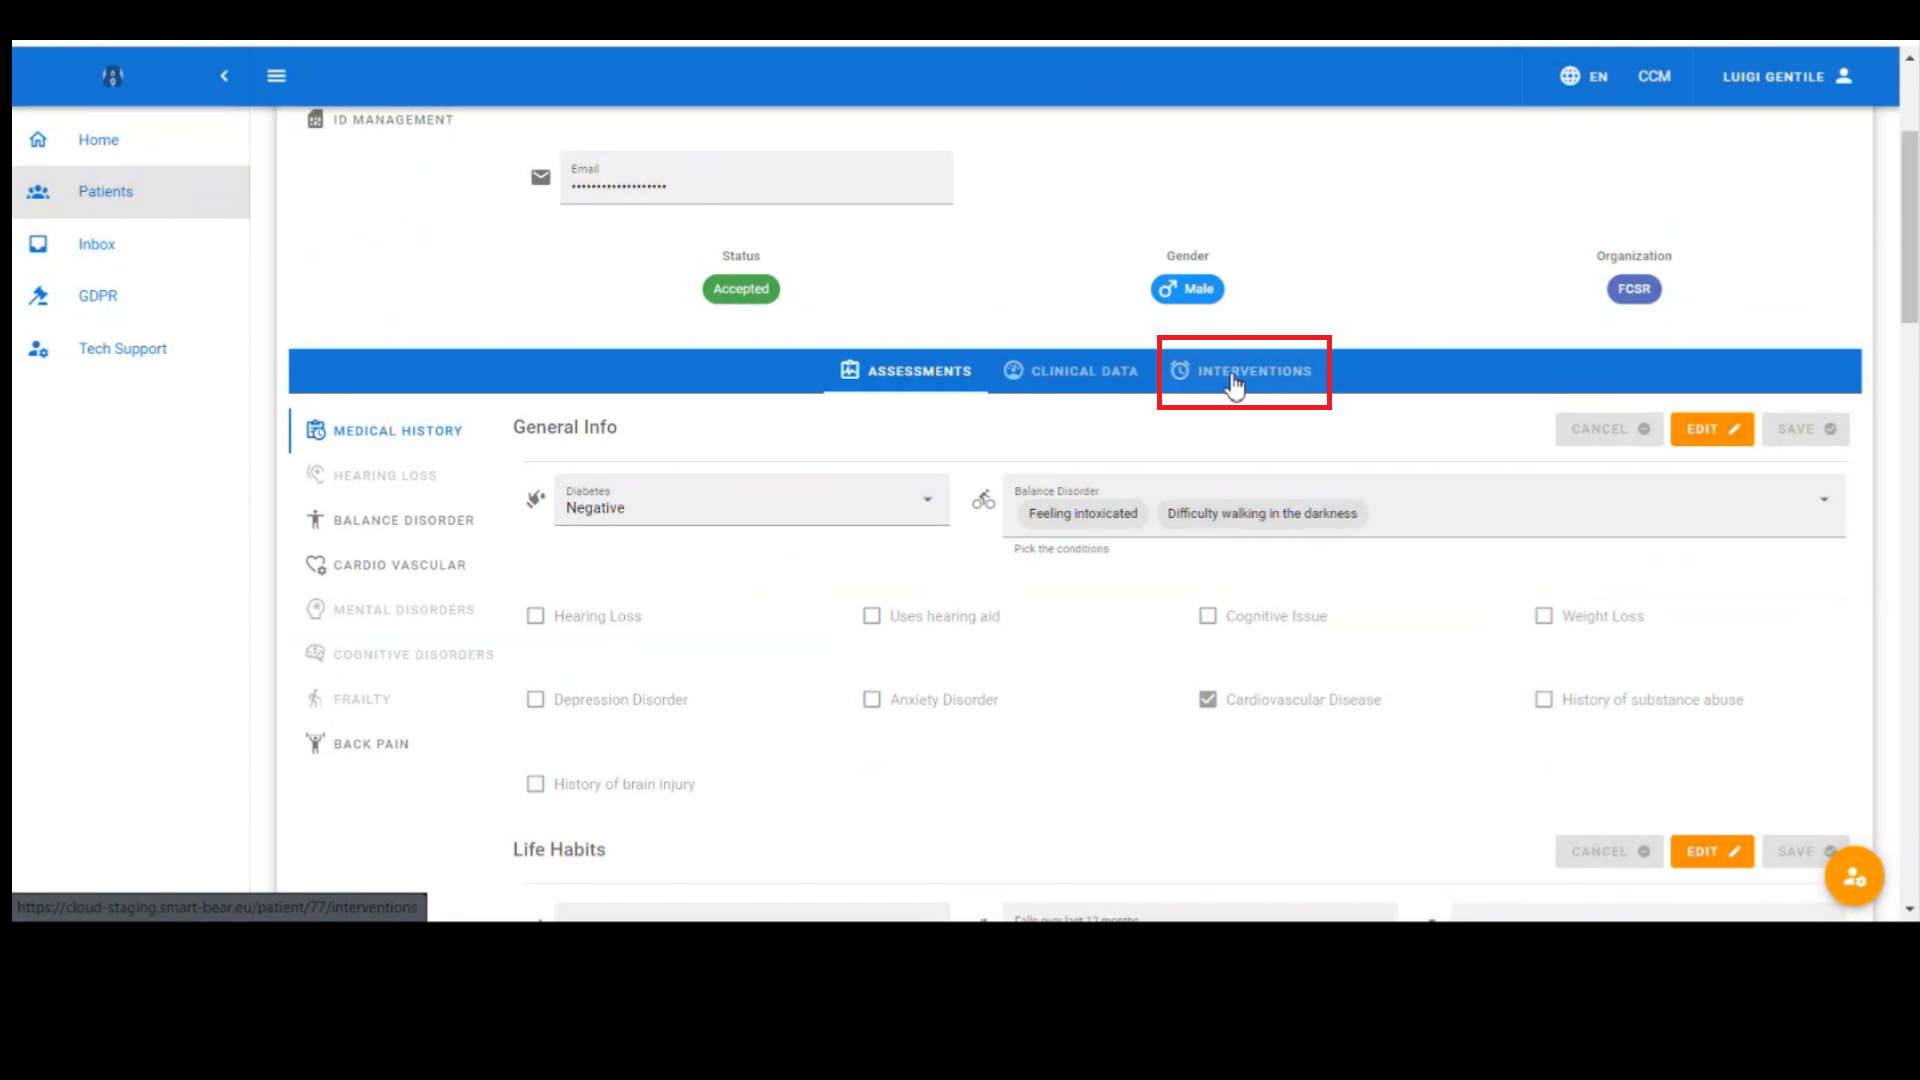 EN
CCM
LUIGI GENTILE
Home
Patients
Inbox
GDPR
Tech Support
ID MANAGEMENT
Email
•••••••••••••••••••
Status
Gender
Organization
Accepted
Male
FCSR
ASSESSMENTS
CLINICAL DATA
INTERVENTIONS
MEDICAL HISTORY
HEARING LOSS
BALANCE DISORDER
CARDIO VASCULAR
MENTAL DISORDERS
COGNITIVE DISORDERS
FRAILTY
BACK PAIN
General Info
CANCEL
EDIT
SAVE
Diabetes
Negative
Balance Disorder
Feeling intoxicated
Difficulty walking in the darkness
Pick the conditions
Hearing Loss
Uses hearing aid
Cognitive Issue
Weight Loss
Depression Disorder
Anxiety Disorder
Cardiovascular Disease
History of substance abuse
History of brain injury
Life Habits
CANCEL
EDIT
SAVE
Falls over last 12 months
https://cloud-staging.smart-bear.eu/patient/77/interventions